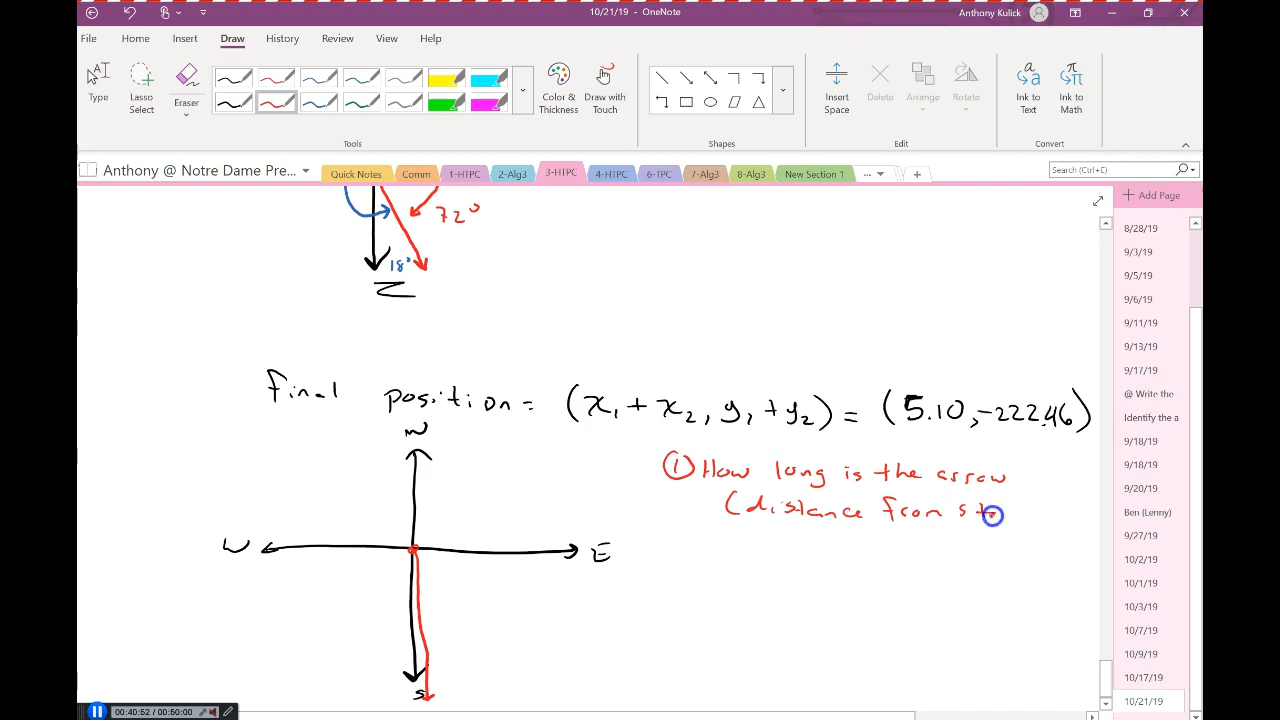 10/21/19 - OneNote
Anthony Kulick
File Home Insert Draw History Review View Help
Type
Lasso Select
Eraser
Color & Thickness
Draw with Touch
Insert Space
Delete
Arrange
Rotate
Ink to Text
Ink to Math
Tools
Shapes
Edit
Convert
Anthony @ Notre Dame Pre...
Quick Notes Comm 1-HTPC 2-Alg3 3-HTPC 4-HTPC 6-TPC 7-Alg3 8-Alg3 New Section 1 ...
Search (Ctrl+E)
Add Page
8/28/19
9/3/19
9/5/19
9/6/19
9/11/19
9/13/19
9/17/19
@ Write the
Identify the a
9/18/19
9/18/19
9/20/19
Ben (Lenny)
9/27/19
10/2/19
10/1/19
10/3/19
10/7/19
10/9/19
10/17/19
10/21/19
72°
18°
final position = (x₁ + x₂, y₁ + y₂) = (5.10, -222.46)
① How long is the arrow
(distance from st
N
W
E
S
00:40:52 00:50:00